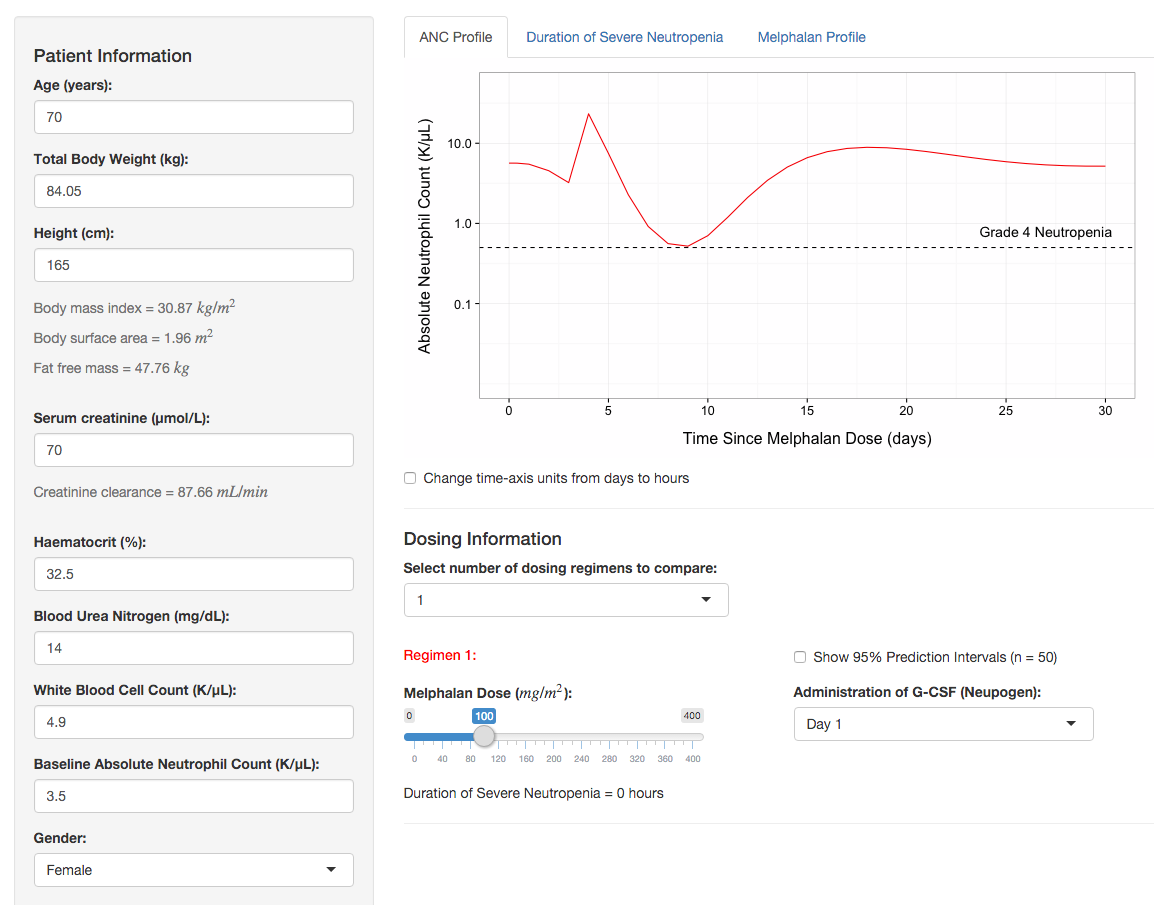 Patient Information
Age (years):
70
Total Body Weight (kg):
84.05
Height (cm):
165
Body mass index = 30.87 kg/m²
Body surface area = 1.96 m²
Fat free mass = 47.76 kg
Serum creatinine (µmol/L):
70
Creatinine clearance = 87.66 mL/min
Haematocrit (%):
32.5
Blood Urea Nitrogen (mg/dL):
14
White Blood Cell Count (K/µL):
4.9
Baseline Absolute Neutrophil Count (K/µL):
3.5
Gender:
Female
ANC Profile
Duration of Severe Neutropenia
Melphalan Profile
Absolute Neutrophil Count (K/µL)
10.0
1.0
0.1
Grade 4 Neutropenia
0 5 10 15 20 25 30
Time Since Melphalan Dose (days)
Change time-axis units from days to hours
Dosing Information
Select number of dosing regimens to compare:
1
Regimen 1:
Melphalan Dose (mg/m²):
0 100 400
0 40 80 120 160 200 240 280 320 360 400
Duration of Severe Neutropenia = 0 hours
Show 95% Prediction Intervals (n = 50)
Administration of G-CSF (Neupogen):
Day 1